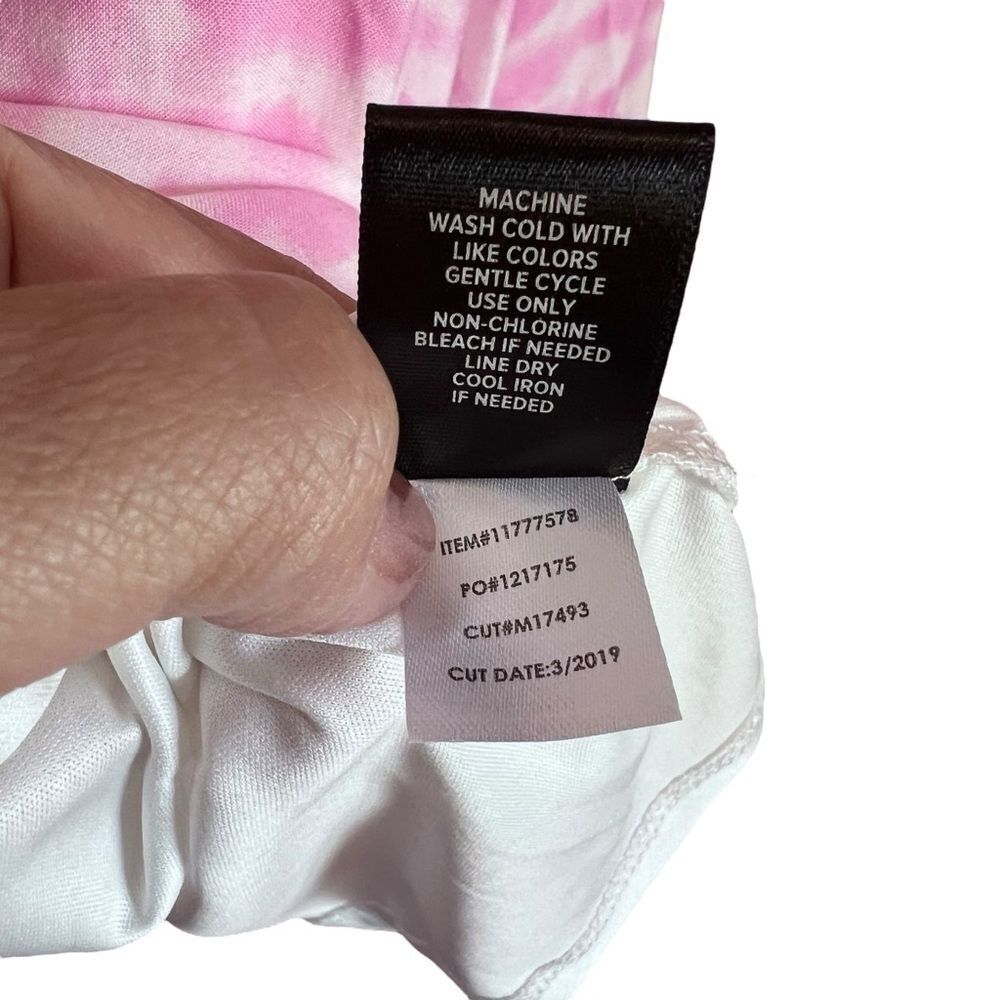 MACHINE
WASH COLD WITH
LIKE COLORS
GENTLE CYCLE
USE ONLY
NON-CHLORINE
BLEACH IF NEEDED
LINE DRY
COOL IRON
IF NEEDED
ITEM#11777578
PO#1217175
CUT#M17493
CUT DATE:3/2019